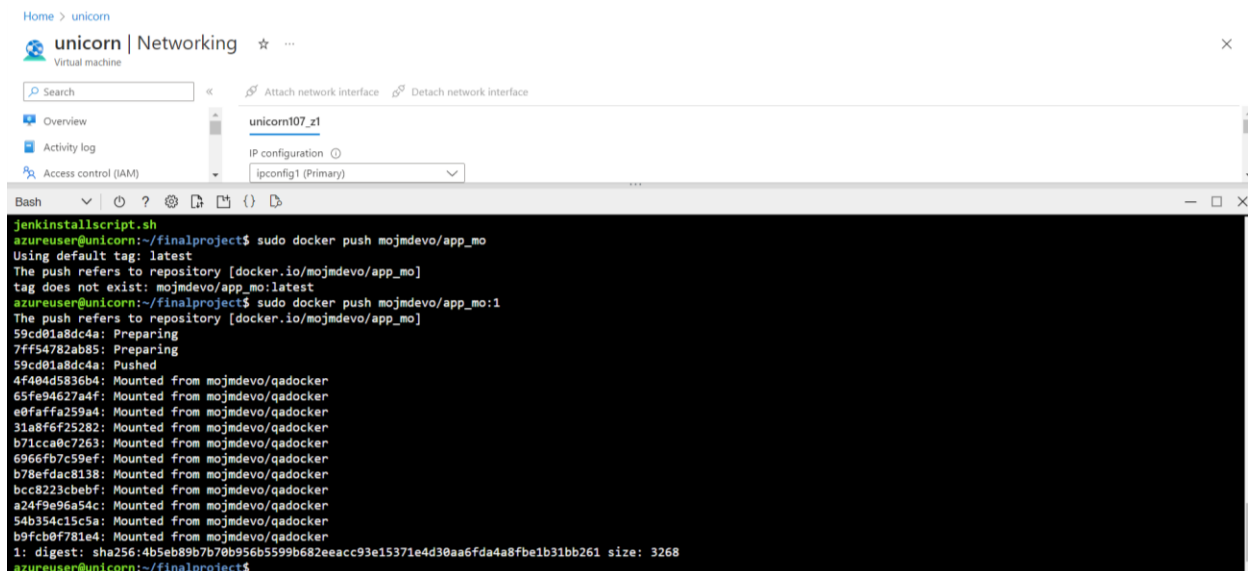 Home > unicorn
unicorn | Networking
Virtual machine
Search
Attach network interface
Detach network interface
Overview
Activity log
Access control (IAM)
unicorn107_z1
IP configuration
ipconfig1 (Primary)
Bash
jenkinstallscript.sh
azureuser@unicorn:~/finalproject$ sudo docker push mojmdevo/app_mo
Using default tag: latest
The push refers to repository [docker.io/mojmdevo/app_mo]
tag does not exist: mojmdevo/app_mo:latest
azureuser@unicorn:~/finalproject$ sudo docker push mojmdevo/app_mo:1
The push refers to repository [docker.io/mojmdevo/app_mo]
59cd01a8dc4a: Preparing
7ff54782ab85: Preparing
59cd01a8dc4a: Pushed
4f404d5836b4: Mounted from mojmdevo/qadocker
65fe94627a4f: Mounted from mojmdevo/qadocker
e0faffa259a4: Mounted from mojmdevo/qadocker
31a8f6f25282: Mounted from mojmdevo/qadocker
b71cca0c7263: Mounted from mojmdevo/qadocker
6966fb7c59ef: Mounted from mojmdevo/qadocker
b78efdac8138: Mounted from mojmdevo/qadocker
bcc8223cbebf: Mounted from mojmdevo/qadocker
a24f9e96a54c: Mounted from mojmdevo/qadocker
54b354c15c5a: Mounted from mojmdevo/qadocker
b9fcb0f781e4: Mounted from mojmdevo/qadocker
1: digest: sha256:4b5eb89b7b70b956b5599b682eeacc93e15371e4d30aa6fda4a8fbe1b31bb261 size: 3268
azureuser@unicorn:~/finalproject$